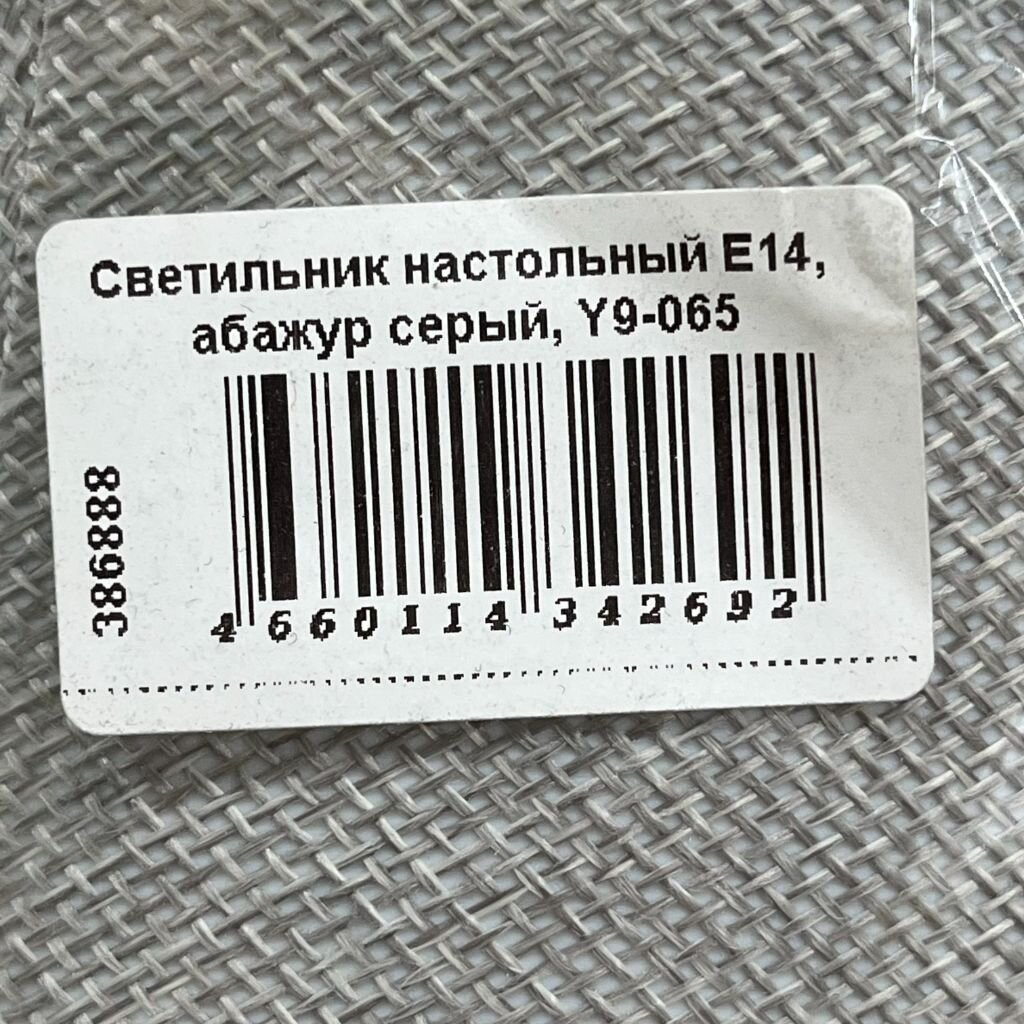 Светильник настольный E14,
абажур серый, Y9-065
386888
4 660114 342692